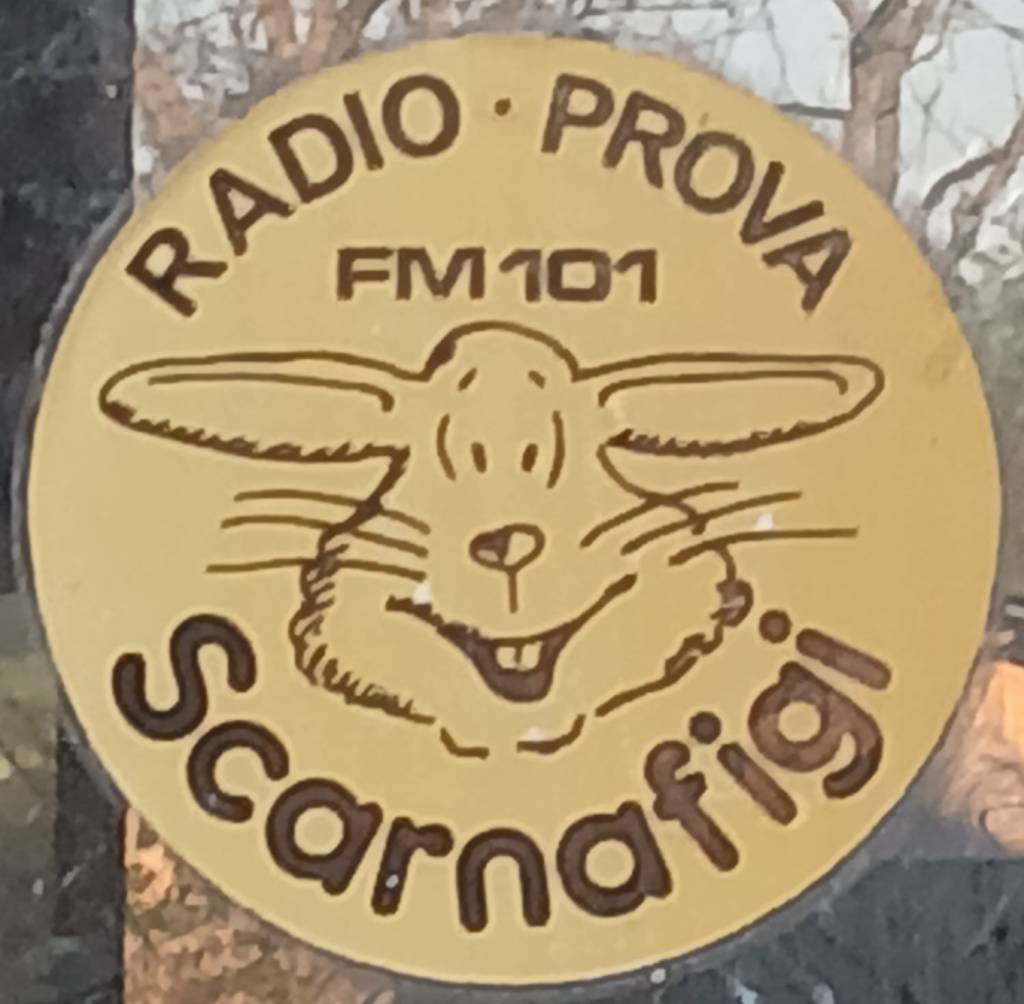 RADIO · PROVA
FM 101
Scarnafigi